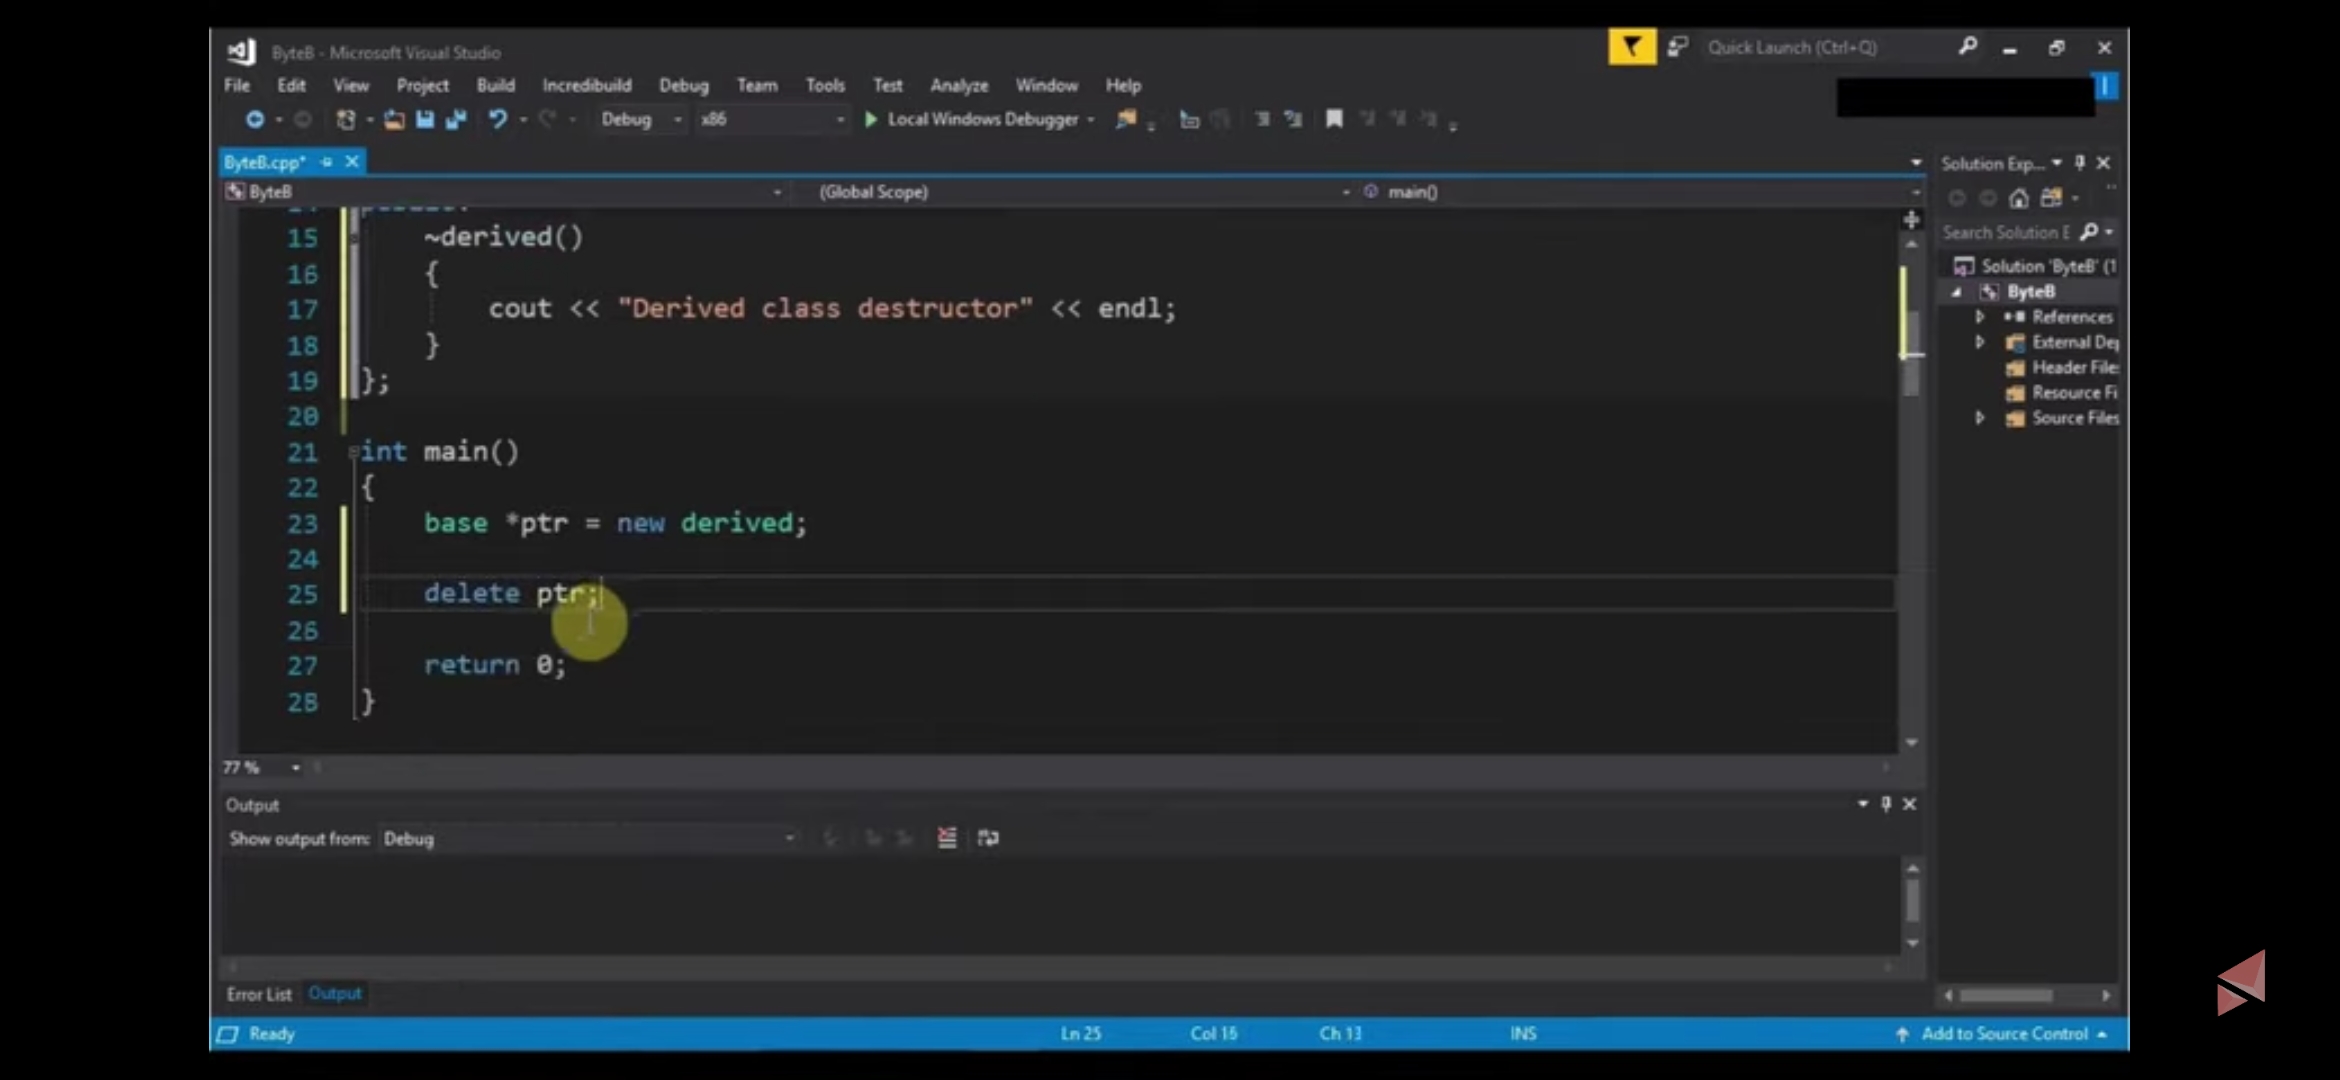 ByteB - Microsoft Visual Studio
Quick Launch (Ctrl+Q)
File Edit View Project Build Incredibuild Debug Team Tools Test Analyze Window Help
Debug x86 Local Windows Debugger
ByteB.cpp*
Solution Exp...
ByteB (Global Scope) main()
15 ~derived()
16 {
17 cout << "Derived class destructor" << endl;
18 }
19 };
20
21 int main()
22 {
23 base *ptr = new derived;
24
25 delete ptr;
26
27 return 0;
28 }
77 %
Search Solution E
Solution 'ByteB' (1
ByteB
References
External De
Header File
Resource Fi
Source Files
Output
Show output from: Debug
Error List Output
Ready Ln 25 Col 16 Ch 13 INS Add to Source Control